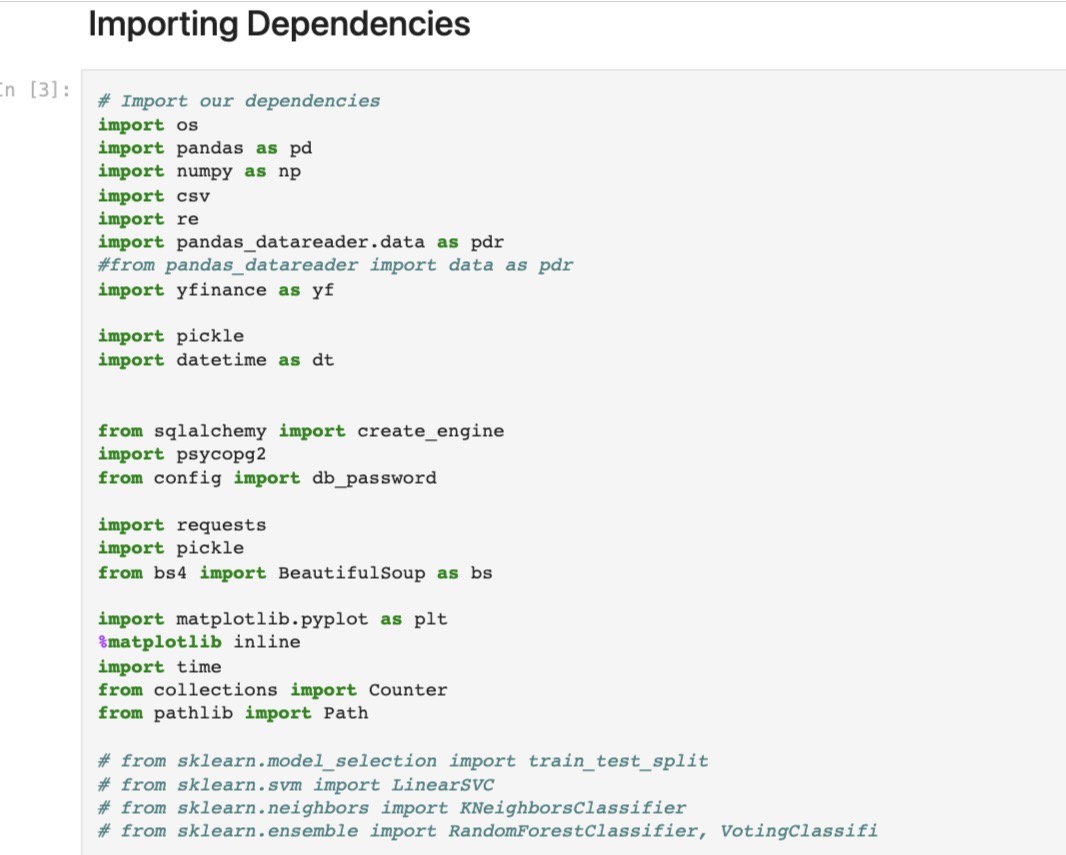 Importing Dependencies
In [3]:
# Import our dependencies
import os
import pandas as pd
import numpy as np
import csv
import re
import pandas_datareader.data as pdr
#from pandas_datareader import data as pdr
import yfinance as yf
import pickle
import datetime as dt
from sqlalchemy import create_engine
import psycopg2
from config import db_password
import requests
import pickle
from bs4 import BeautifulSoup as bs
import matplotlib.pyplot as plt
%matplotlib inline
import time
from collections import Counter
from pathlib import Path
# from sklearn.model_selection import train_test_split
# from sklearn.svm import LinearSVC
# from sklearn.neighbors import KNeighborsClassifier
# from sklearn.ensemble import RandomForestClassifier, VotingClassifi